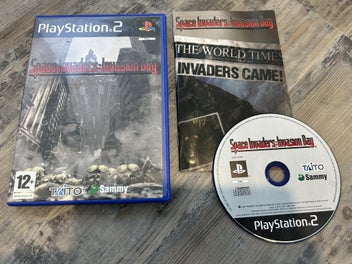 PlayStation.2
Space Invaders: Invasion Day
12+
TAITO
Sammy
Space Invaders: Invasion Day
THE WORLD TIMES
INVADERS CAME!
Space Invaders: Invasion Day
TAITO
Sammy
PlayStation.2